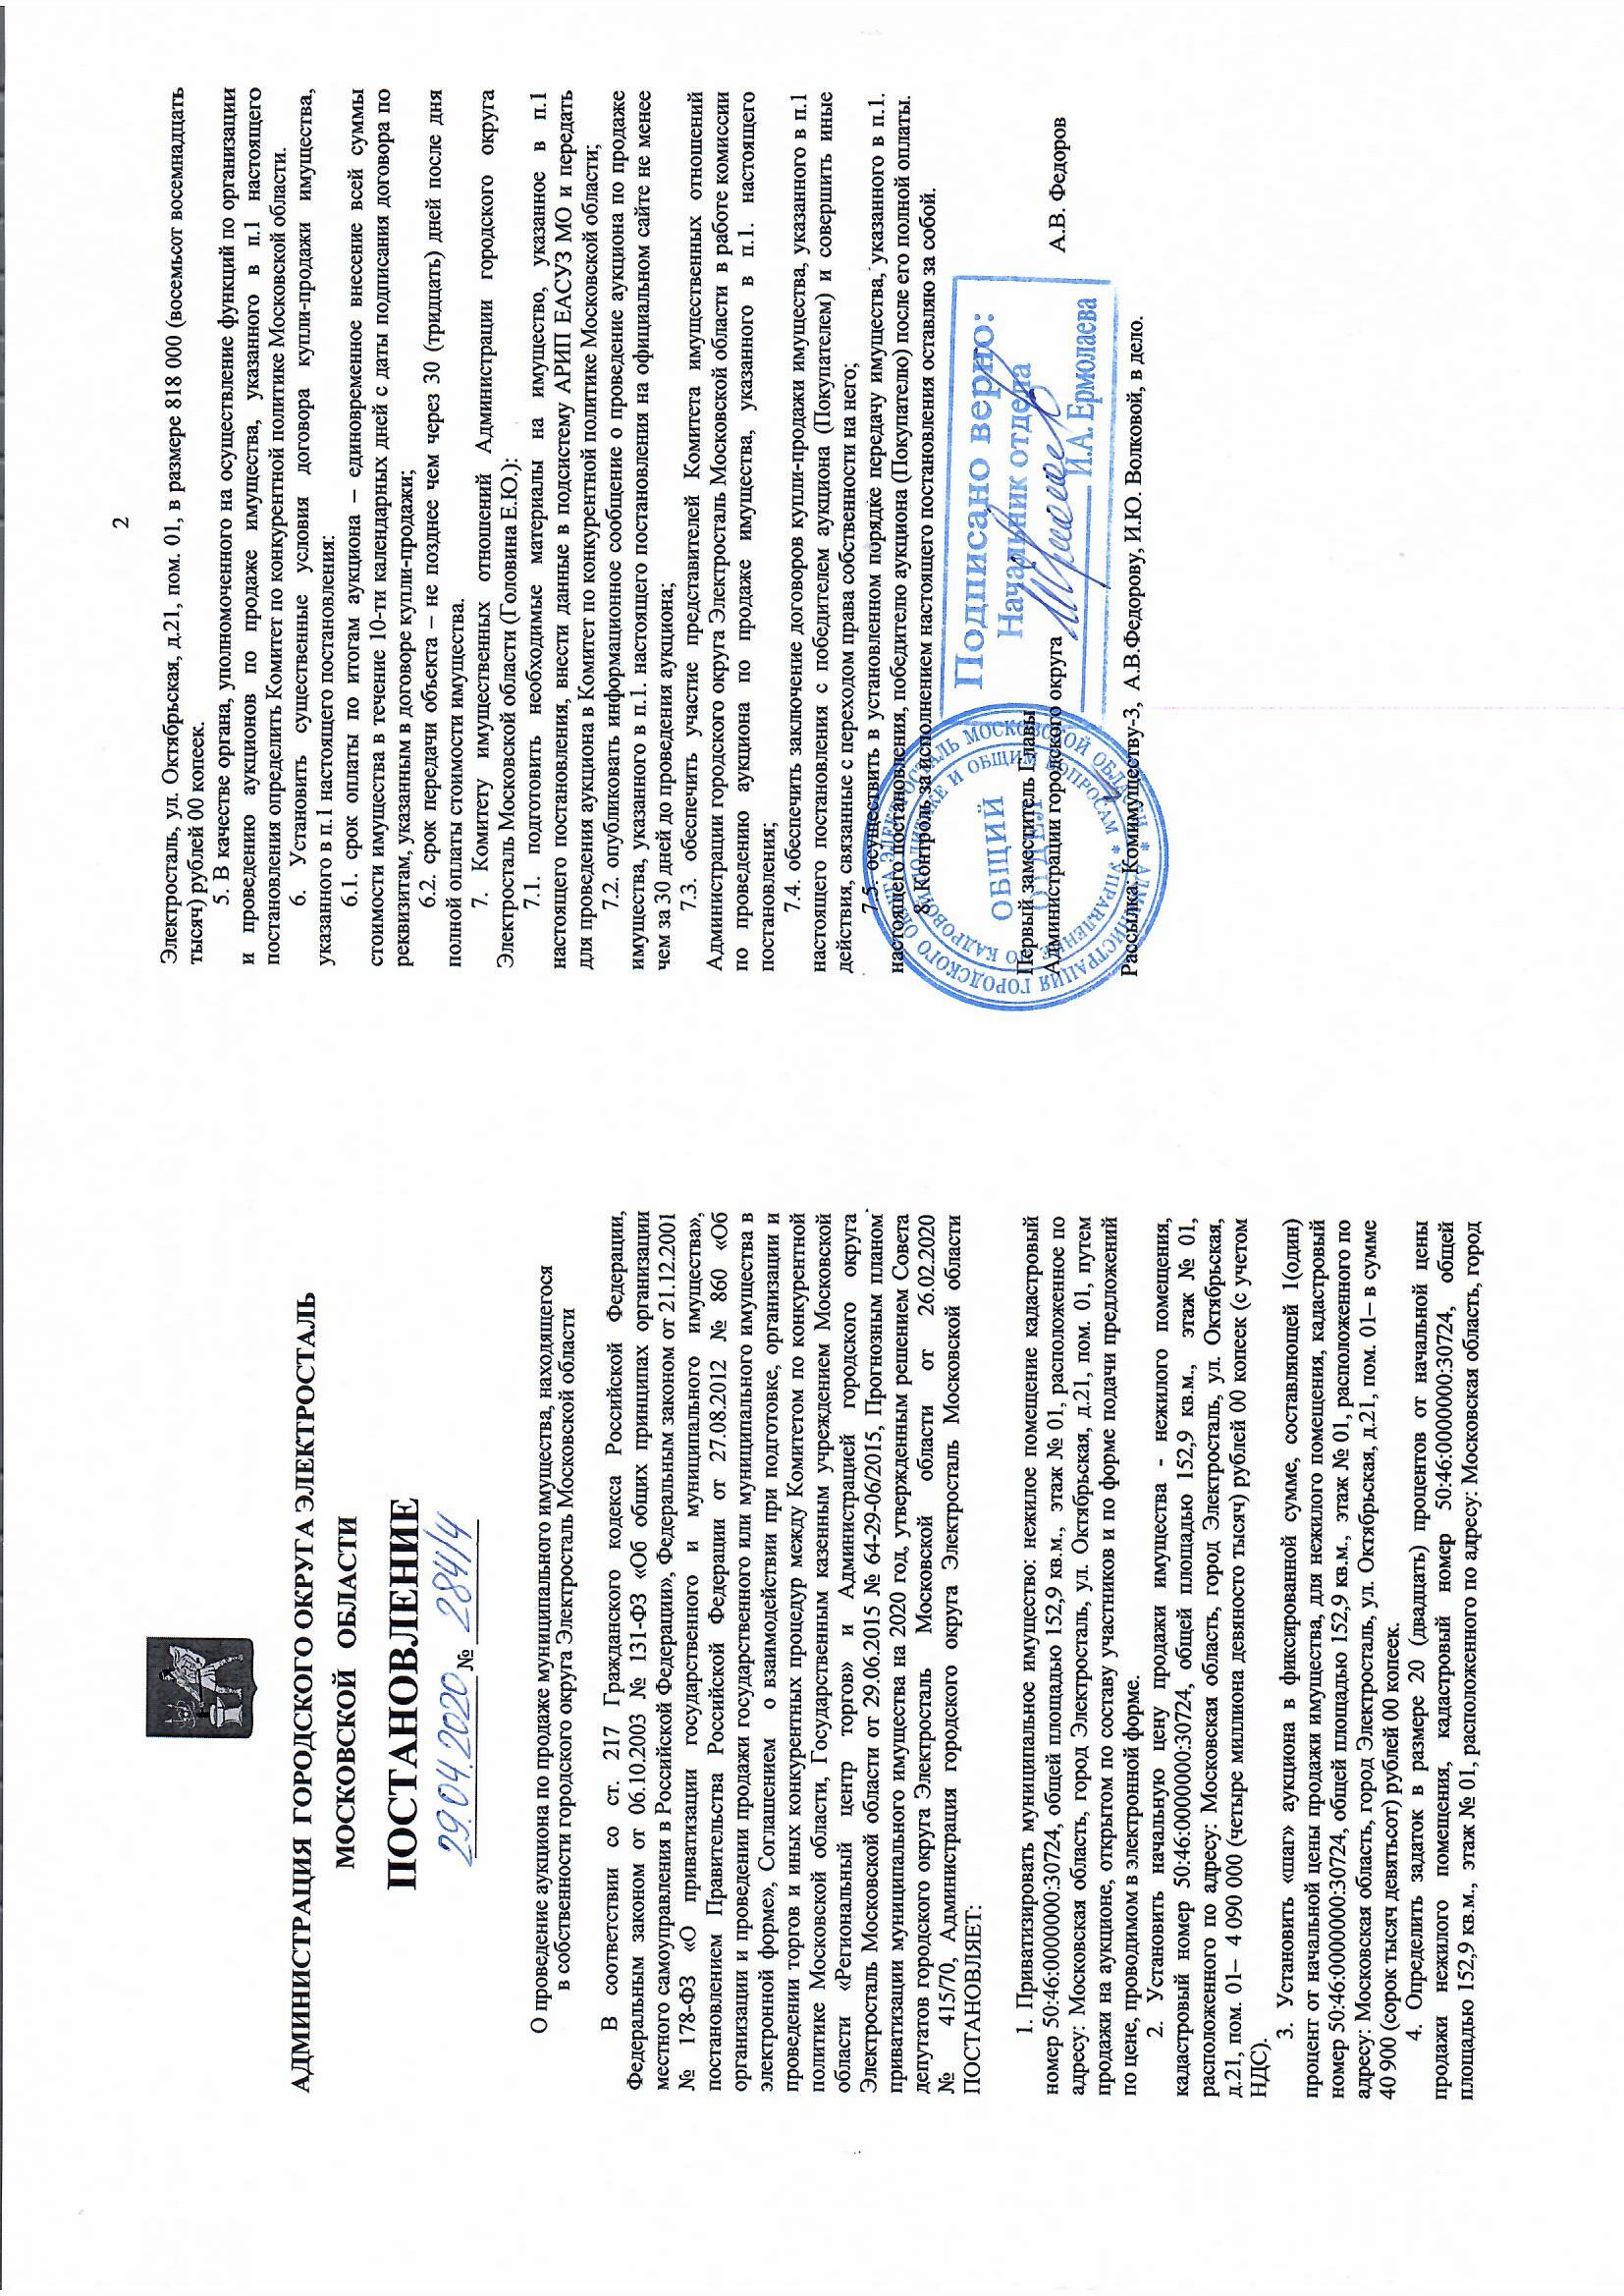 АДМИНИСТРАЦИЯ ГОРОДСКОГО ОКРУГА ЭЛЕКТРОСТАЛЬ
МОСКОВСКОЙ ОБЛАСТИ
ПОСТАНОВЛЕНИЕ
29.04.2020 № 284/4
О проведение аукциона по продаже муниципального имущества, находящегося
в собственности городского округа Электросталь Московской области
В соответствии со ст. 217 Гражданского кодекса Российской Федерации,
Федеральным законом от 06.10.2003 № 131-ФЗ «Об общих принципах организации
местного самоуправления в Российской Федерации», Федеральным законом от 21.12.2001
№ 178-ФЗ «О приватизации государственного и муниципального имущества»,
постановлением Правительства Российской Федерации от 27.08.2012 № 860 «Об
организации и проведении продажи государственного или муниципального имущества в
электронной форме», Соглашением о взаимодействии при подготовке, организации и
проведении торгов и иных конкурентных процедур между Комитетом по конкурентной
политике Московской области, Государственным казенным учреждением Московской
области «Региональный центр торгов» и Администрацией городского округа
Электросталь Московской области от 29.06.2015 № 64-29-06/2015, Прогнозным планом
приватизации муниципального имущества на 2020 год, утвержденным решением Совета
депутатов городского округа Электросталь Московской области от 26.02.2020
№ 415/70, Администрация городского округа Электросталь Московской области
ПОСТАНОВЛЯЕТ:
1. Приватизировать муниципальное имущество: нежилое помещение кадастровый
номер 50:46:0000000:30724, общей площадью 152,9 кв.м., этаж № 01, расположенное по
адресу: Московская область, город Электросталь, ул. Октябрьская, д.21, пом. 01, путем
продажи на аукционе, открытом по составу участников и по форме подачи предложений
по цене, проводимом в электронной форме.
2. Установить начальную цену продажи имущества - нежилого помещения,
кадастровый номер 50:46:0000000:30724, общей площадью 152,9 кв.м., этаж № 01,
расположенного по адресу: Московская область, город Электросталь, ул. Октябрьская,
д.21, пом. 01– 4 090 000 (четыре миллиона девяносто тысяч) рублей 00 копеек (с учетом
НДС).
3. Установить «шаг» аукциона в фиксированной сумме, составляющей 1(один)
процент от начальной цены продажи имущества, для нежилого помещения, кадастровый
номер 50:46:0000000:30724, общей площадью 152,9 кв.м., этаж № 01, расположенного по
адресу: Московская область, город Электросталь, ул. Октябрьская, д.21, пом. 01– в сумме
40 900 (сорок тысяч девятьсот) рублей 00 копеек.
4. Определить задаток в размере 20 (двадцать) процентов от начальной цены
продажи нежилого помещения, кадастровый номер 50:46:0000000:30724, общей
площадью 152,9 кв.м., этаж № 01, расположенного по адресу: Московская область, город
2
Электросталь, ул. Октябрьская, д.21, пом. 01, в размере 818 000 (восемьсот восемнадцать
тысяч) рублей 00 копеек.
5. В качестве органа, уполномоченного на осуществление функций по организации
и проведению аукционов по продаже имущества, указанного в п.1 настоящего
постановления определить Комитет по конкурентной политике Московской области.
6. Установить существенные условия договора купли-продажи имущества,
указанного в п.1 настоящего постановления:
6.1. срок оплаты по итогам аукциона – единовременное внесение всей суммы
стоимости имущества в течение 10-ти календарных дней с даты подписания договора по
реквизитам, указанным в договоре купли-продажи;
6.2. срок передачи объекта – не позднее чем через 30 (тридцать) дней после дня
полной оплаты стоимости имущества.
7. Комитету имущественных отношений Администрации городского округа
Электросталь Московской области (Головина Е.Ю.):
7.1. подготовить необходимые материалы на имущество, указанное в п.1
настоящего постановления, внести данные в подсистему АРИП ЕАСУЗ МО и передать
для проведения аукциона в Комитет по конкурентной политике Московской области;
7.2. опубликовать информационное сообщение о проведение аукциона по продаже
имущества, указанного в п.1. настоящего постановления на официальном сайте не менее
чем за 30 дней до проведения аукциона;
7.3. обеспечить участие представителей Комитета имущественных отношений
Администрации городского округа Электросталь Московской области в работе комиссии
по проведению аукциона по продаже имущества, указанного в п.1. настоящего
постановления;
7.4. обеспечить заключение договоров купли-продажи имущества, указанного в п.1
настоящего постановления с победителем аукциона (Покупателем) и совершить иные
действия, связанные с переходом права собственности на него;
7.5. осуществить в установленном порядке передачу имущества, указанного в п.1.
настоящего постановления, победителю аукциона (Покупателю) после его полной оплаты.
8. Контроль за исполнением настоящего постановления оставляю за собой.
Первый заместитель Главы
Администрации городского округа А.В. Федоров
Рассылка: Комимуществу-3, А.В.Федорову, И.Ю. Волковой, в дело.
Подписано верно:
Начальник отдела
И.А. Ермолаева
АДМИНИСТРАЦИЯ ГОРОДСКОГО ОКРУГА ЭЛЕКТРОСТАЛЬ МОСКОВСКОЙ ОБЛАСТИ *
УПРАВЛЕНИЕ ПО КАДРОВОЙ ПОЛИТИКЕ И ОБЩИМ ВОПРОСАМ *
ОБЩИЙ
ОТДЕЛ